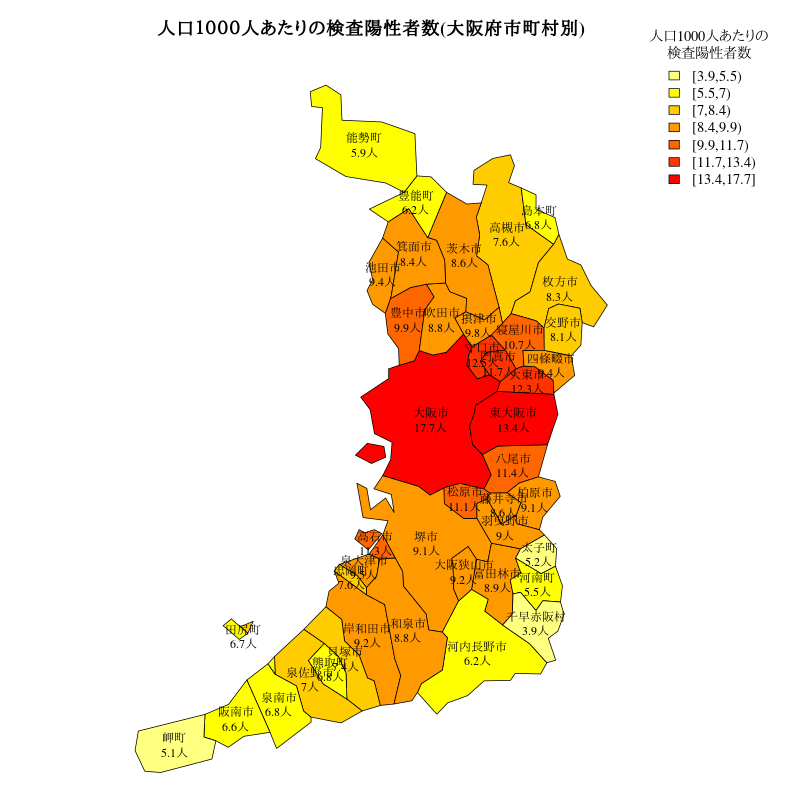 人口1000人あたりの検査陽性者数(大阪府市町村別)
人口1000人あたりの
検査陽性者数
[3.9,5.5)
[5.5,7)
[7,8.4)
[8.4,9.9)
[9.9,11.7)
[11.7,13.4)
[13.4,17.7]
能勢町
5.9人
豊能町
6.2人
島本町
6.8人
高槻市
7.6人
箕面市
8.4人
茨木市
8.6人
池田市
9.4人
枚方市
8.3人
豊中市
9.9人
吹田市
8.8人
摂津市
9.8人
交野市
8.1人
寝屋川市
10.7人
守口市
12.5人
門真市
11.7人
四條畷市
9.4人
大東市
12.3人
大阪市
17.7人
東大阪市
13.4人
八尾市
11.4人
松原市
11.1人
柏原市
9.1人
藤井寺市
8.6人
羽曳野市
9人
高石市
11.3人
堺市
9.1人
太子町
5.2人
泉大津市
大阪狭山市
9.2人
忠岡町
7.6人
富田林市
8.9人
河南町
5.5人
千早赤阪村
3.9人
田尻町
6.7人
岸和田市
9.2人
和泉市
8.8人
河内長野市
6.2人
貝塚市
7.4人
熊取町
6.8人
泉佐野市
7人
泉南市
6.8人
阪南市
6.6人
岬町
5.1人